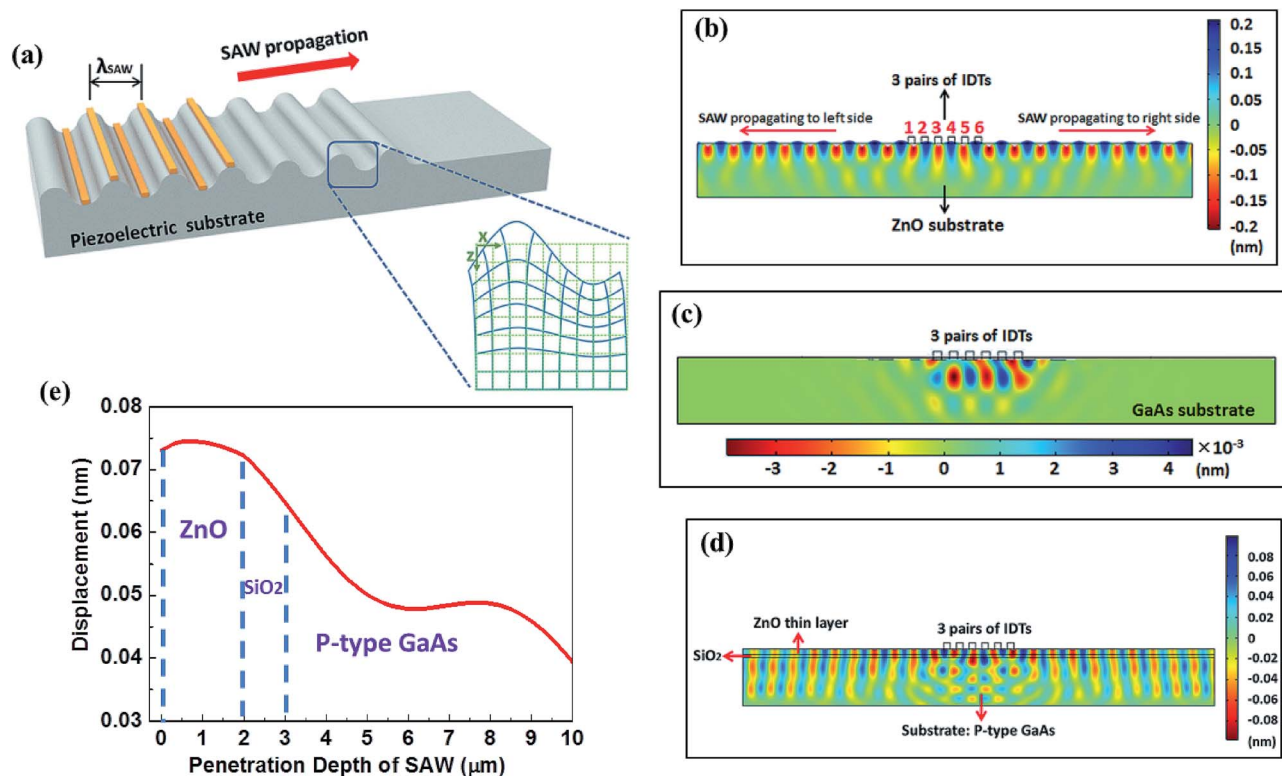 (a)
λSAW
SAW propagation
Piezoelectric substrate
X
Z
(b)
3 pairs of IDTs
SAW propagating to left side
1 2 3 4 5 6
SAW propagating to right side
ZnO substrate
0.2
0.15
0.1
0.05
0
-0.05
-0.1
-0.15
-0.2
(nm)
(c)
3 pairs of IDTs
GaAs substrate
-3 -2 -1 0 1 2 3 4
×10⁻³
(nm)
(d)
ZnO thin layer
3 pairs of IDTs
SiO₂
Substrate: P-type GaAs
0.08
0.06
0.04
0.02
0
-0.02
-0.04
-0.06
-0.08
(nm)
(e)
Displacement (nm)
0.08
0.07
0.06
0.05
0.04
0.03
ZnO
SiO2
P-type GaAs
0 1 2 3 4 5 6 7 8 9 10
Penetration Depth of SAW (μm)